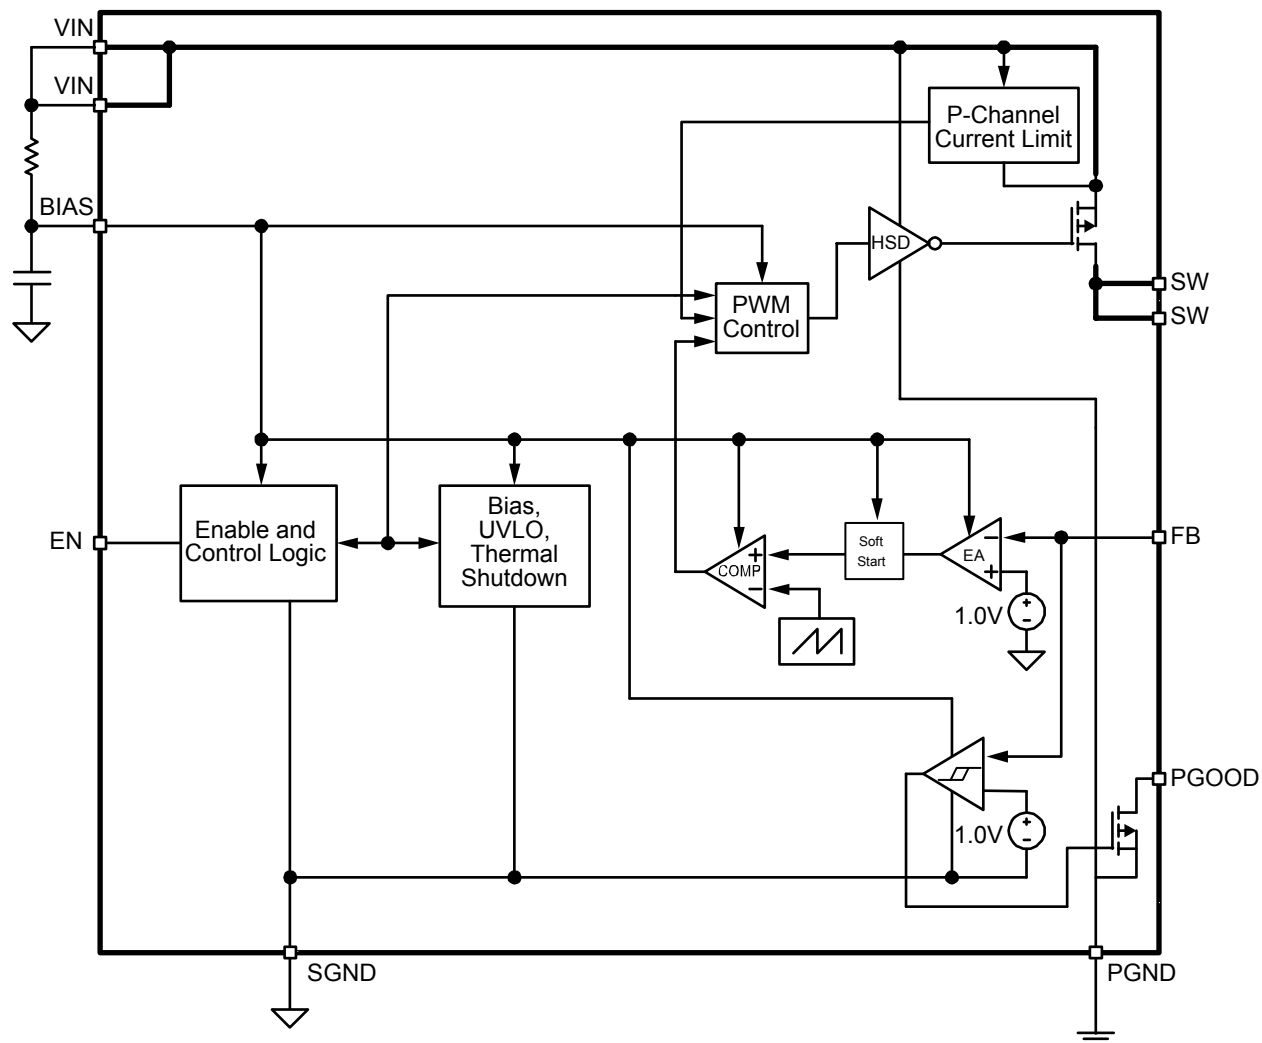 VIN
VIN
P-Channel
Current Limit
BIAS
HSD
SW
SW
PWM
Control
EN
Enable and
Control Logic
Bias,
UVLO,
Thermal
Shutdown
COMP
+
−
Soft
Start
EA
−
+
FB
1.0V
+
−
PGOOD
1.0V
+
−
SGND
PGND